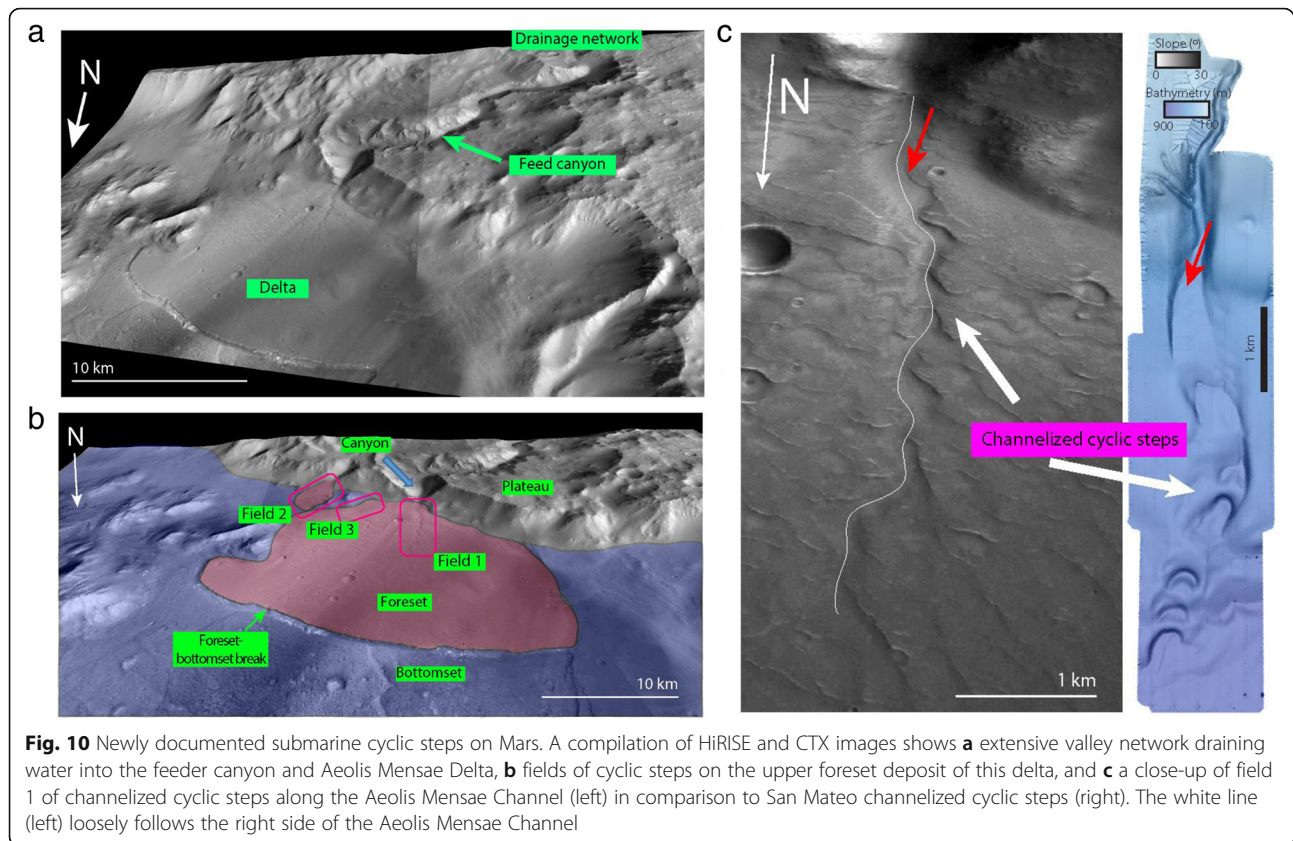 a
N
Drainage network
Feed canyon
Delta
10 km
b
N
Canyon
Plateau
Field 2
Field 3
Field 1
Foreset
Foreset-
bottomset break
Bottomset
10 km
c
N
Channelized cyclic steps
1 km
Slope (º)
0 30
Bathymetry (m)
900 100
1 km
Fig. 10 Newly documented submarine cyclic steps on Mars. A compilation of HiRISE and CTX images shows a extensive valley network draining
water into the feeder canyon and Aeolis Mensae Delta, b fields of cyclic steps on the upper foreset deposit of this delta, and c a close-up of field
1 of channelized cyclic steps along the Aeolis Mensae Channel (left) in comparison to San Mateo channelized cyclic steps (right). The white line
(left) loosely follows the right side of the Aeolis Mensae Channel